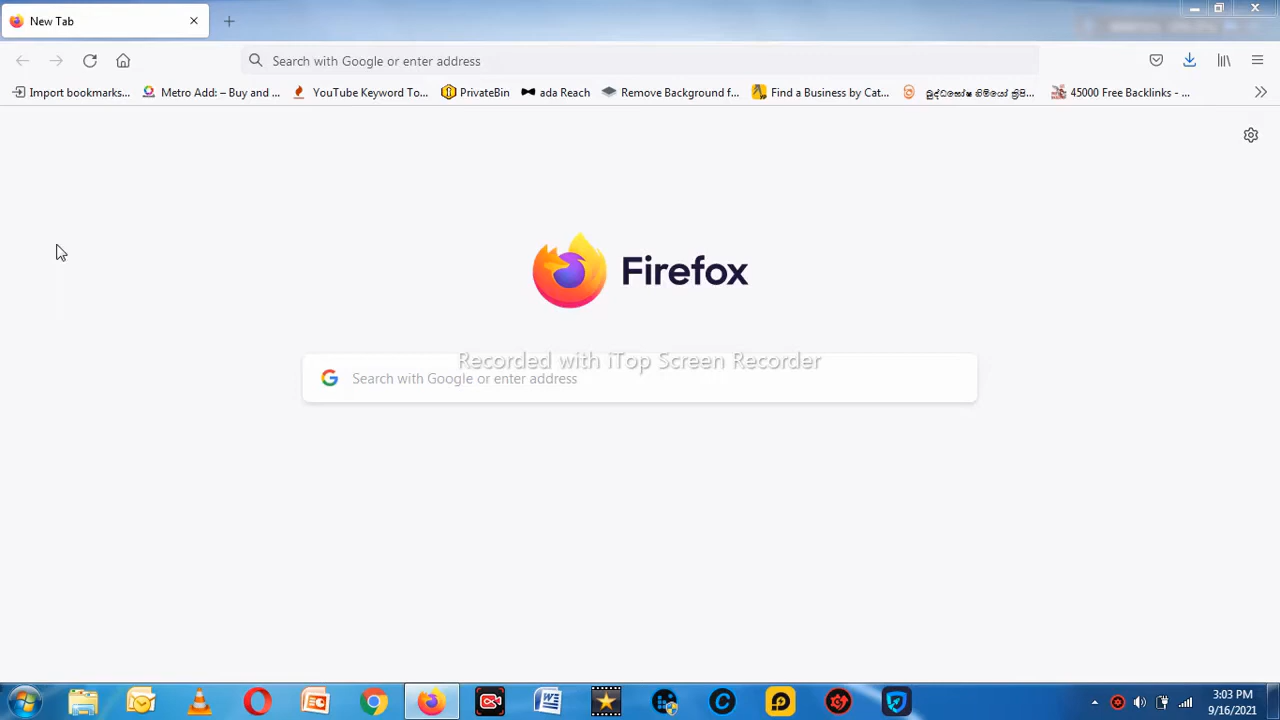 New Tab
Search with Google or enter address
Import bookmarks...
Metro Add: – Buy and ...
YouTube Keyword To...
PrivateBin
ada Reach
Remove Background f...
Find a Business by Cat...
බුද්ධඝෝෂ හිමියෝ ක්‍රිපි...
45000 Free Backlinks - ...
Firefox
Recorded with iTop Screen Recorder
Search with Google or enter address
3:03 PM
9/16/2021